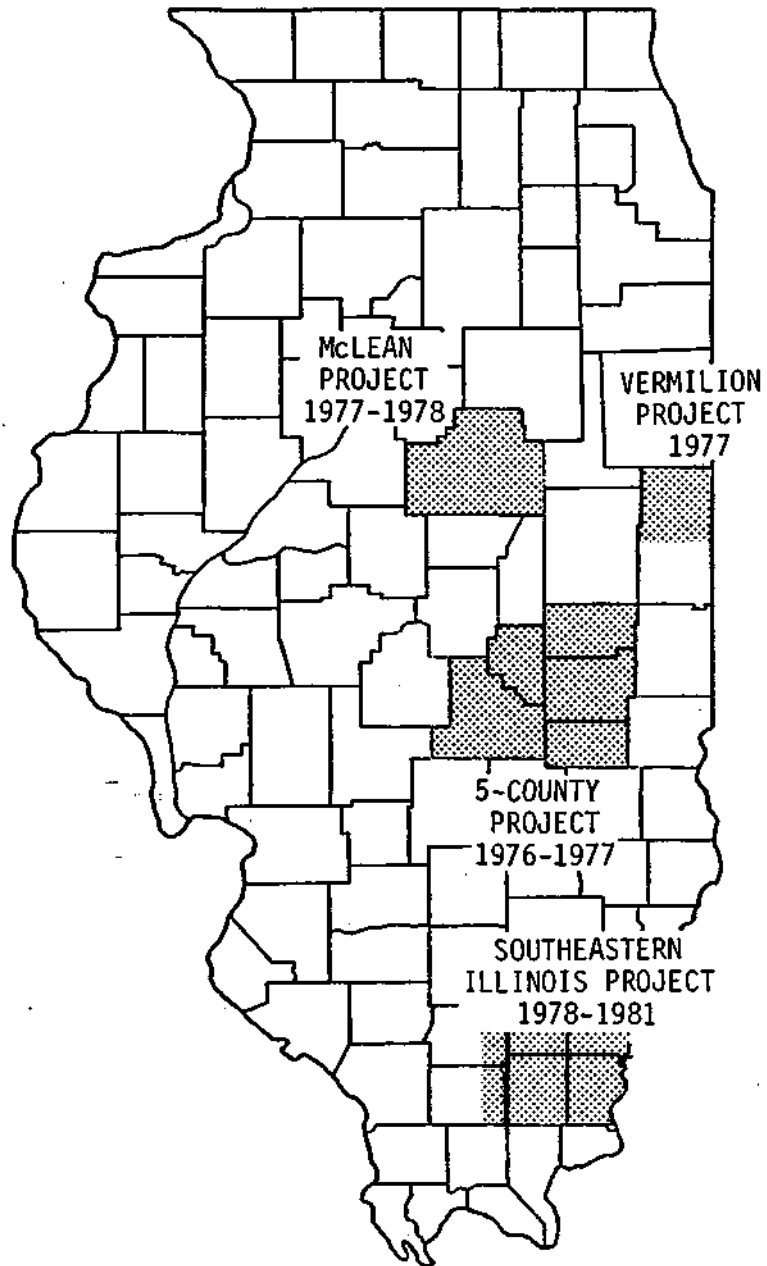 McLEAN
PROJECT
1977-1978
VERMILION
PROJECT
1977
5-COUNTY
PROJECT
1976-1977
SOUTHEASTERN
ILLINOIS PROJECT
1978-1981